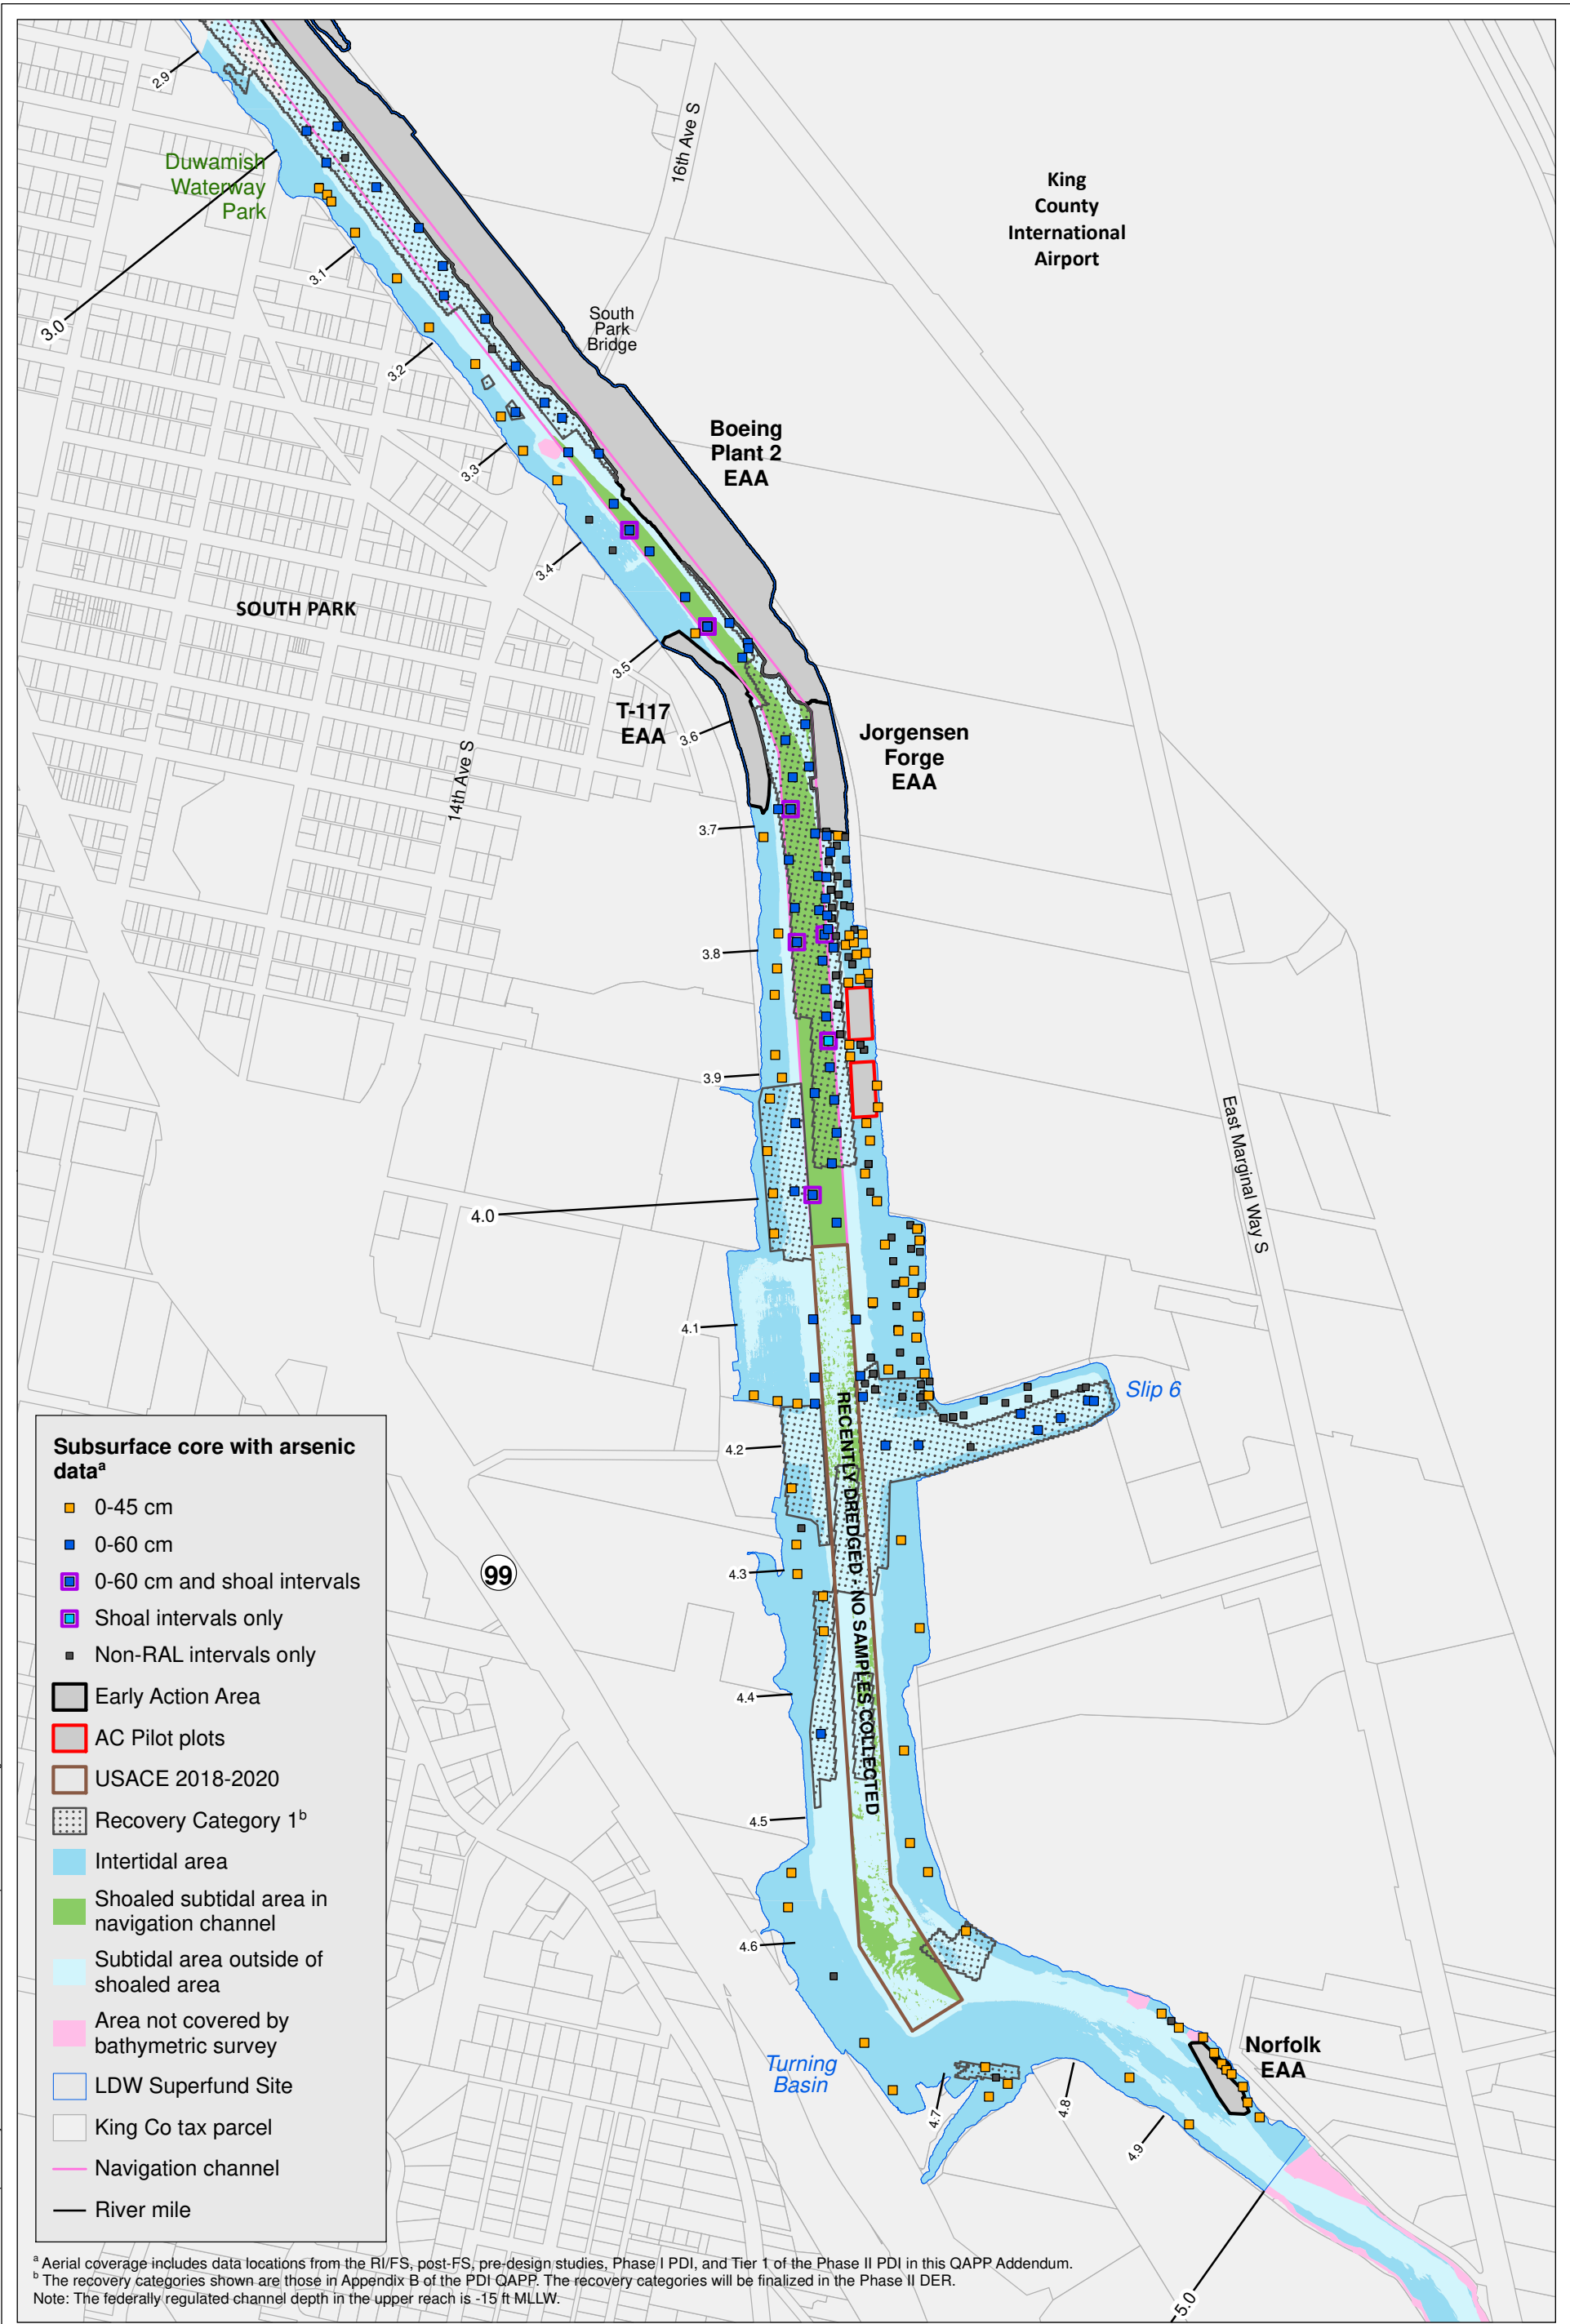 2.9
16th Ave S
Duwamish
Waterway
Park
King
County
International
Airport
3.1
3.0
South
Park
Bridge
3.2
Boeing
Plant 2
EAA
3.3
3.4
SOUTH PARK
3.5
T-117
EAA
3.6
Jorgensen
Forge
EAA
14th Ave S
3.7
3.8
3.9
East Marginal Way S
4.0
4.1
Slip 6
RECENTLY DREDGED - NO SAMPLES COLLECTED
4.2
99
4.3
4.4
4.5
4.6
Turning
Basin
4.7
4.8
4.9
Norfolk
EAA
5.0
Subsurface core with arsenic
dataa
0-45 cm
0-60 cm
0-60 cm and shoal intervals
Shoal intervals only
Non-RAL intervals only
Early Action Area
AC Pilot plots
USACE 2018-2020
Recovery Category 1b
Intertidal area
Shoaled subtidal area in
navigation channel
Subtidal area outside of
shoaled area
Area not covered by
bathymetric survey
LDW Superfund Site
King Co tax parcel
Navigation channel
River mile
a Aerial coverage includes data locations from the RI/FS, post-FS, pre-design studies, Phase I PDI, and Tier 1 of the Phase II PDI in this QAPP Addendum.
b The recovery categories shown are those in Appendix B of the PDI QAPP. The recovery categories will be finalized in the Phase II DER.
Note: The federally regulated channel depth in the upper reach is -15 ft MLLW.